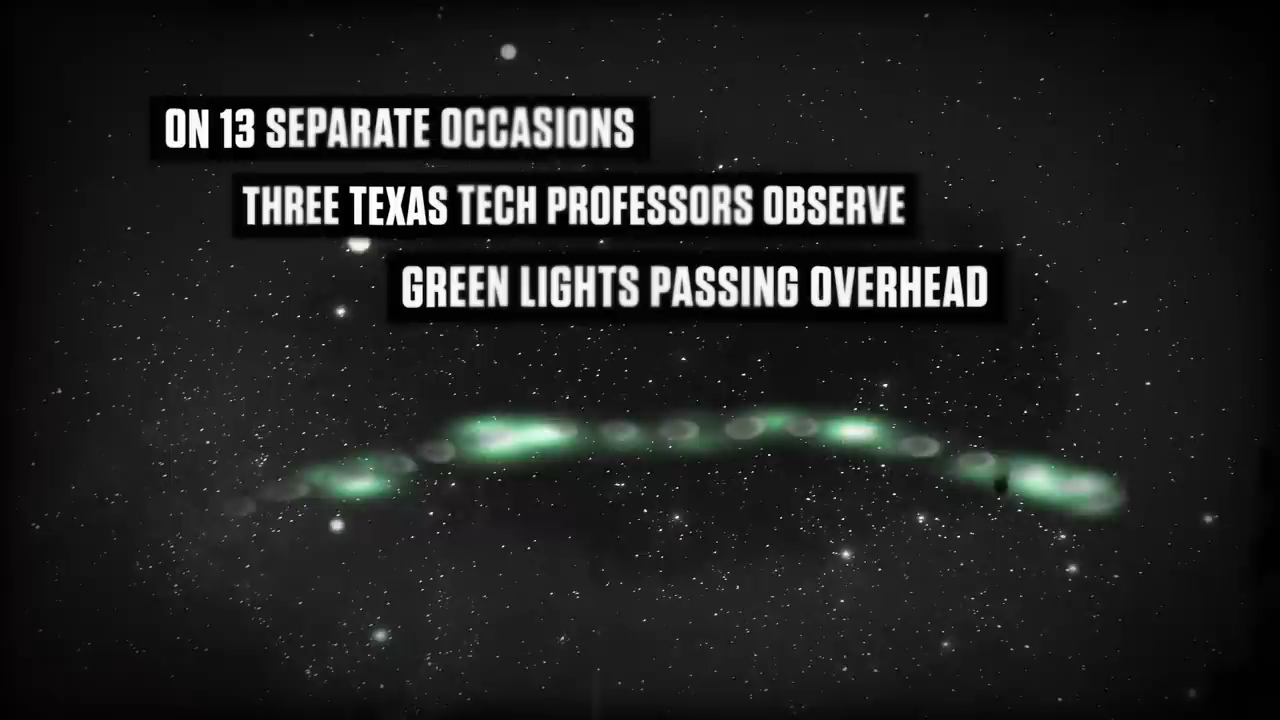 ON 13 SEPARATE OCCASIONS
THREE TEXAS TECH PROFESSORS OBSERVE
GREEN LIGHTS PASSING OVERHEAD